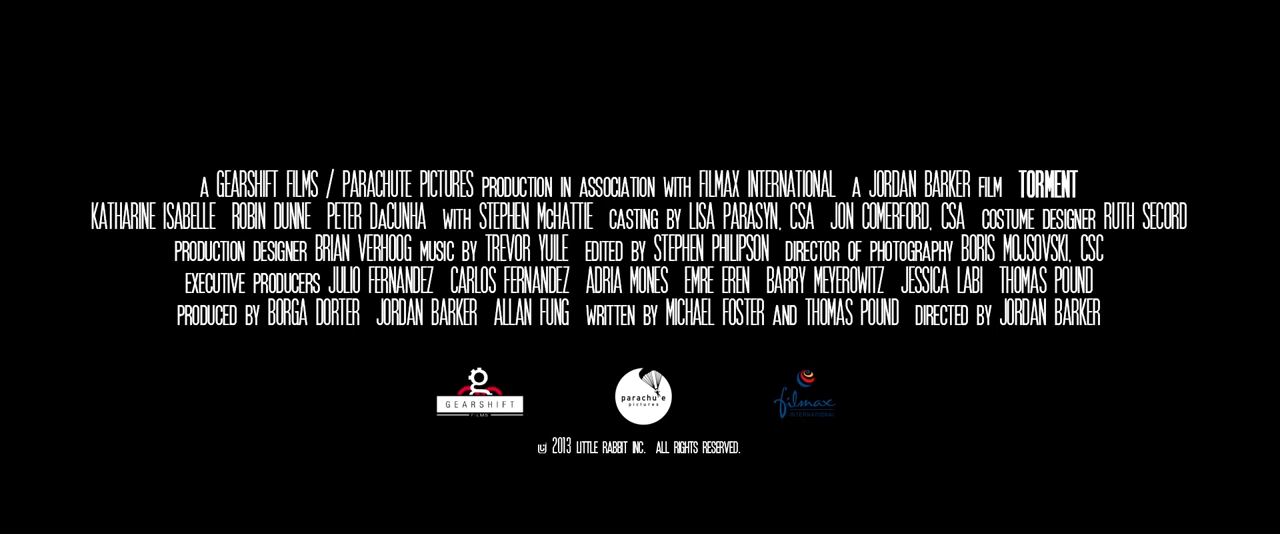 A GEARSHIFT FILMS / PARACHUTE PICTURES PRODUCTION IN ASSOCIATION WITH FILMAX INTERNATIONAL A JORDAN BARKER FILM TORMENT
KATHARINE ISABELLE ROBIN DUNNE PETER DaCUNHA WITH STEPHEN McHATTIE CASTING BY LISA PARASYN, CSA JON COMERFORD, CSA COSTUME DESIGNER RUTH SECORD
PRODUCTION DESIGNER BRIAN VERHOOG MUSIC BY TREVOR YUILE EDITED BY STEPHEN PHILIPSON DIRECTOR OF PHOTOGRAPHY BORIS MOJSOVSKI, CSC
EXECUTIVE PRODUCERS JULIO FERNANDEZ CARLOS FERNANDEZ ADRIA MONES EMRE EREN BARRY MEYEROWITZ JESSICA LABI THOMAS POUND
PRODUCED BY BORGA DORTER JORDAN BARKER ALLAN FUNG WRITTEN BY MICHAEL FOSTER AND THOMAS POUND DIRECTED BY JORDAN BARKER
GEARSHIFT
FILMS
parachute
pictures
filmax
INTERNATIONAL
© 2013 LITTLE RABBIT INC. ALL RIGHTS RESERVED.